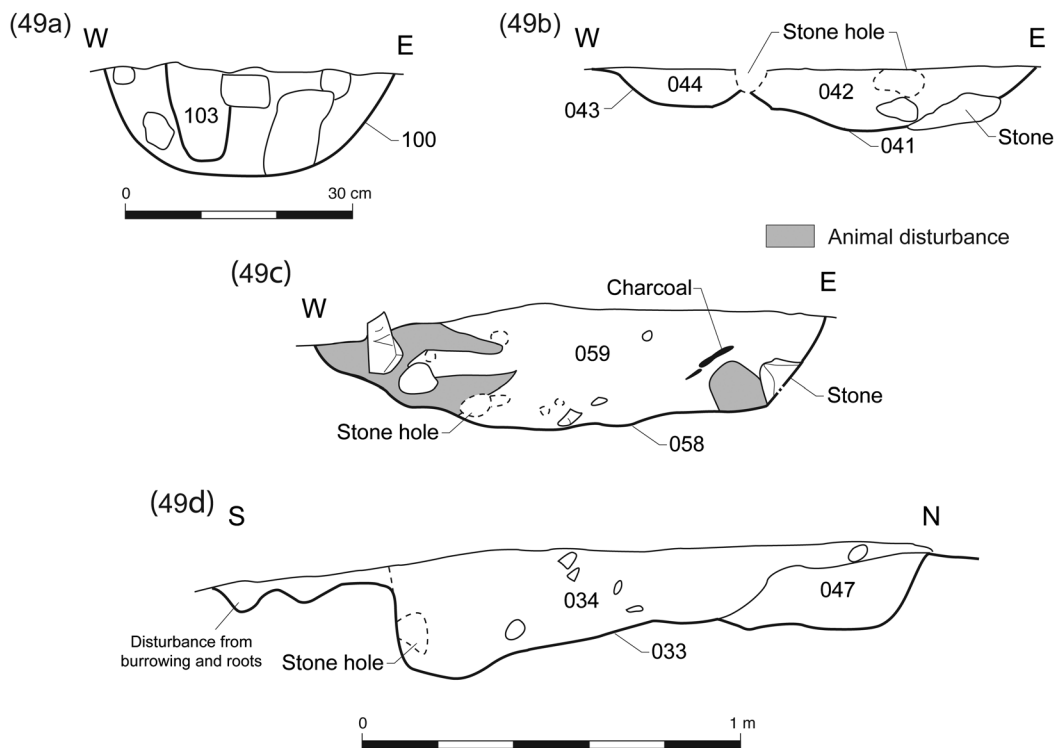 (49a)
W
E
103
100
0
30 cm
(49b)
W
Stone hole
E
044
042
043
041
Stone
Animal disturbance
(49c)
W
Charcoal
E
059
Stone
Stone hole
058
(49d)
S
N
047
034
Disturbance from
burrowing and roots
Stone hole
033
0
1 m